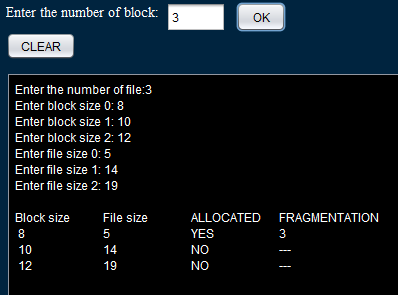 Enter the number of block: 3 OK
CLEAR
Enter the number of file:3
Enter block size 0: 8
Enter block size 1: 10
Enter block size 2: 12
Enter file size 0: 5
Enter file size 1: 14
Enter file size 2: 19
Block size File size ALLOCATED FRAGMENTATION
8 5 YES 3
10 14 NO ---
12 19 NO ---